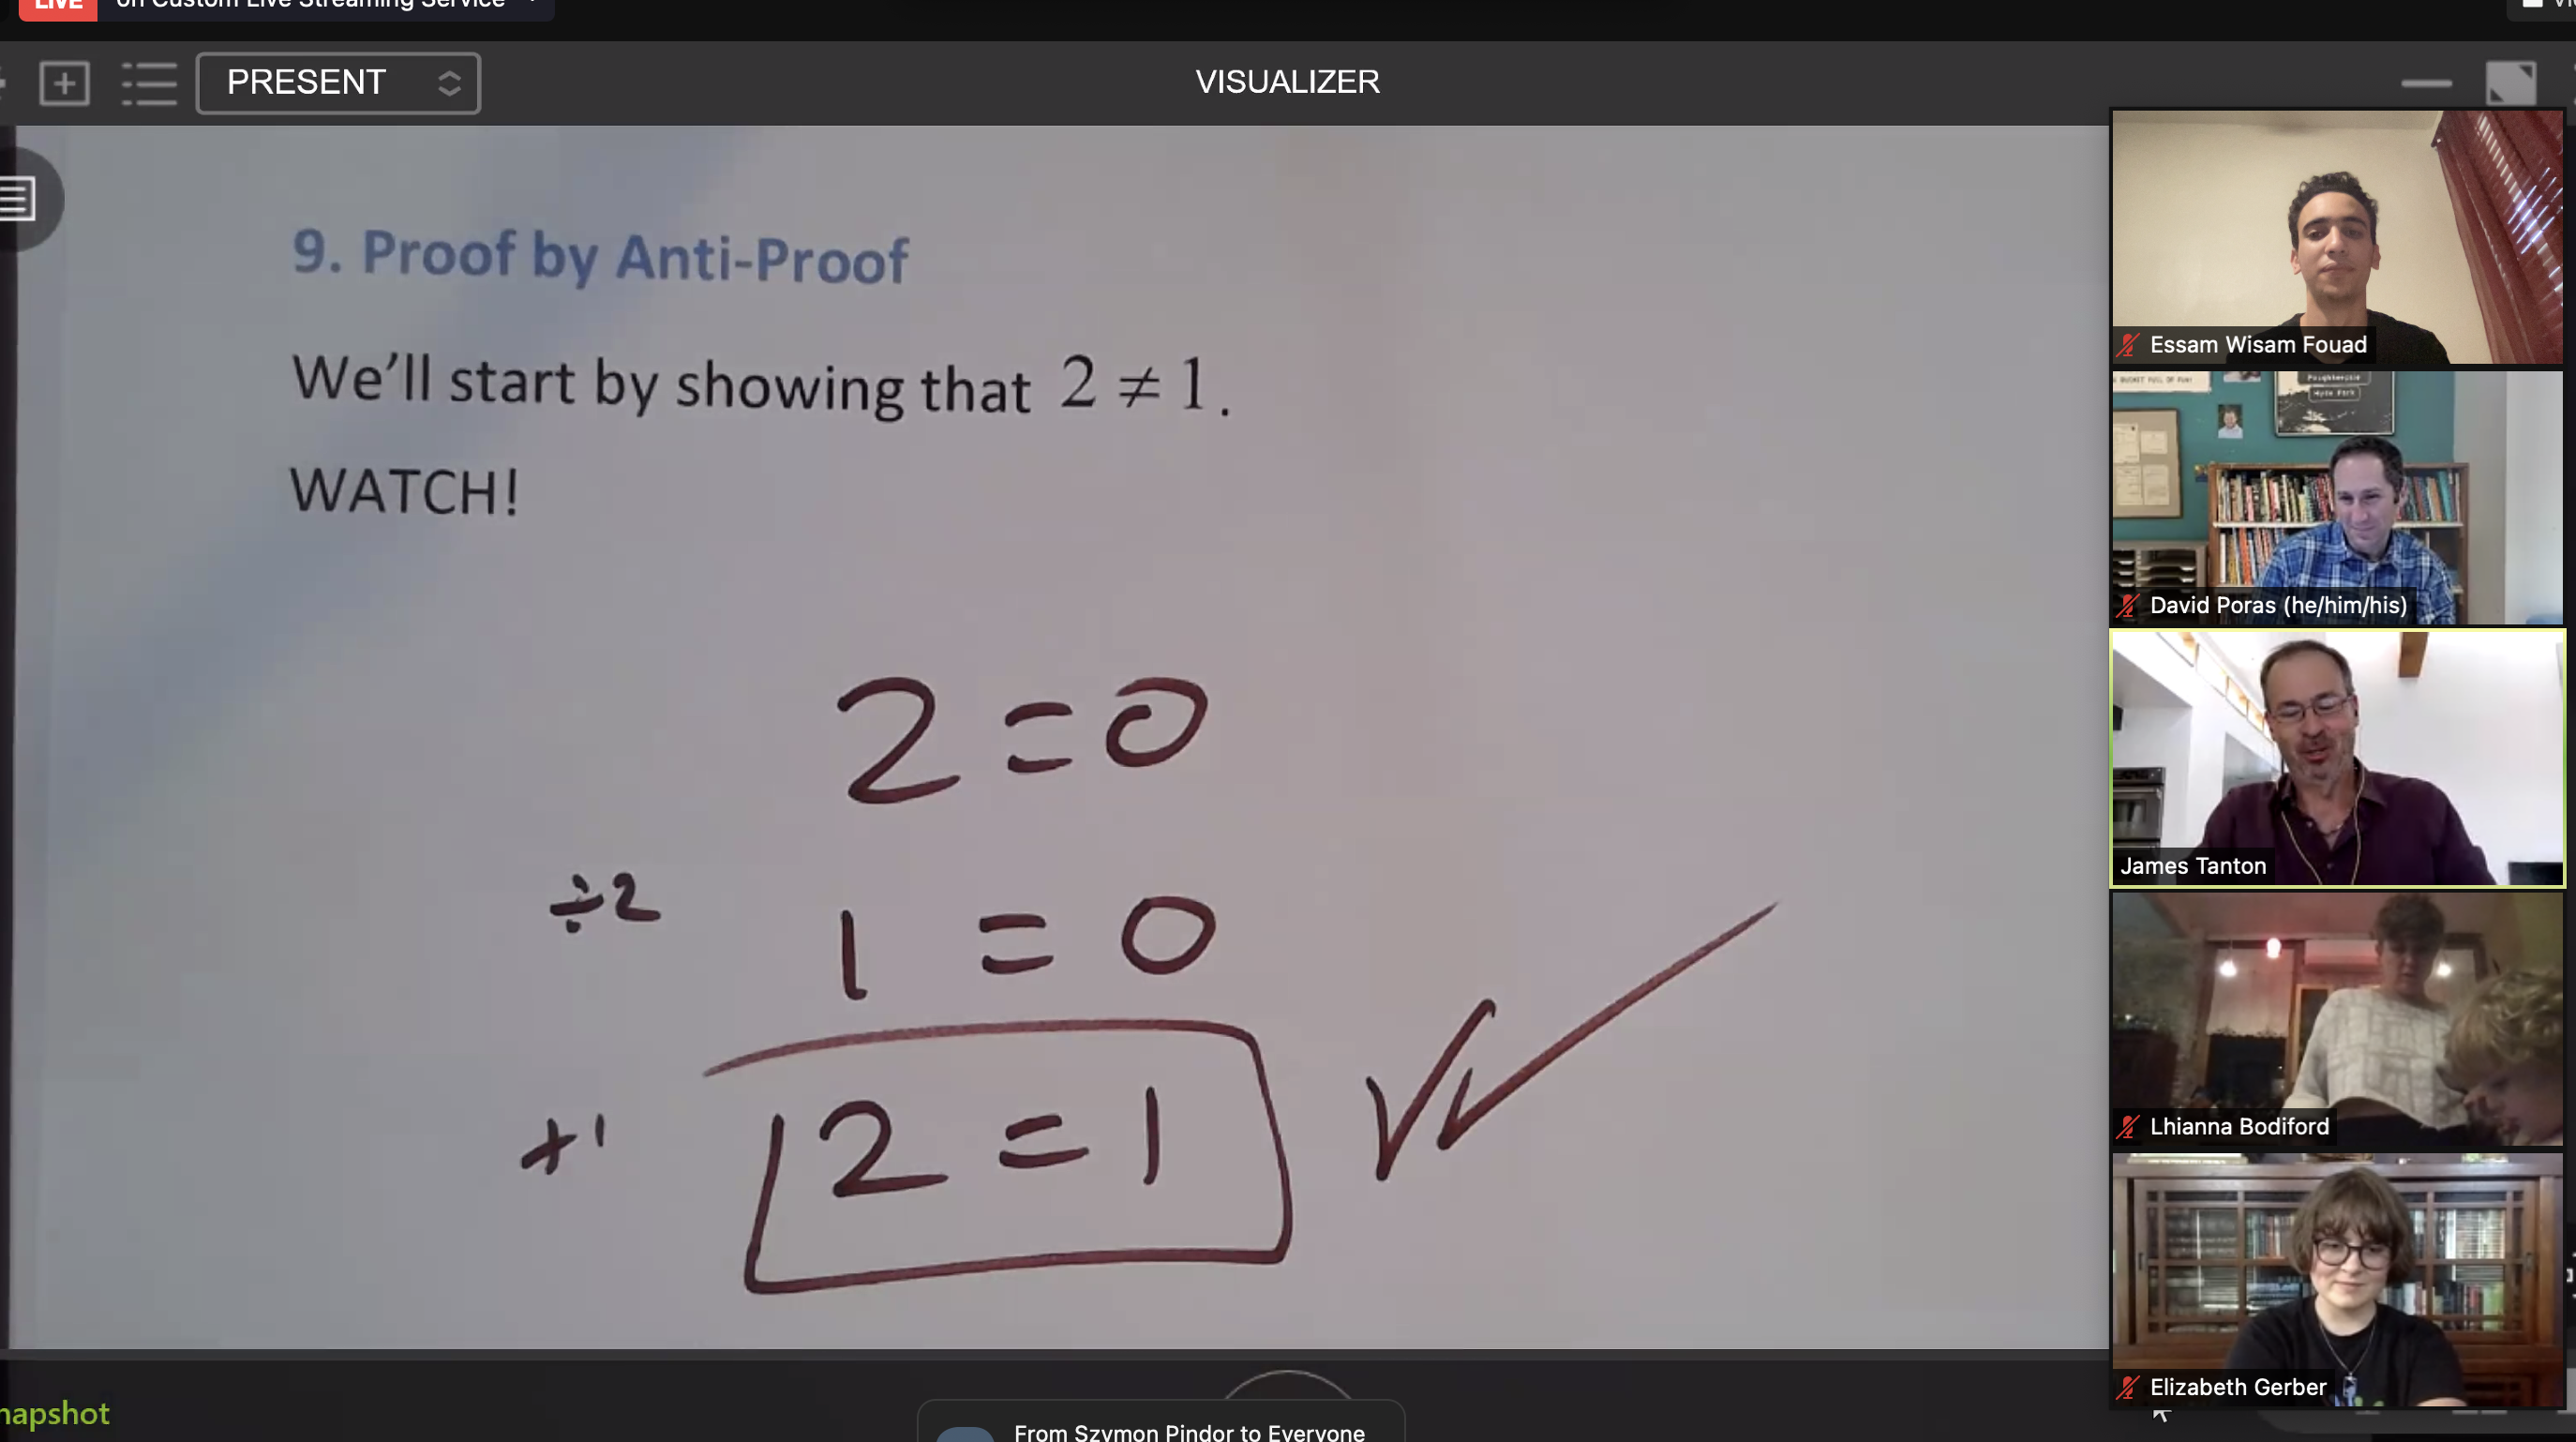 LIVE on Custom Live Streaming Service
PRESENT
VISUALIZER
9. Proof by Anti-Proof
We'll start by showing that 2 ≠ 1.
WATCH!
2 = 0
÷2 1 = 0
+1 2 = 1
Essam Wisam Fouad
David Poras (he/him/his)
James Tanton
Lhianna Bodiford
Elizabeth Gerber
napshot
From Szymon Pindor to Everyone